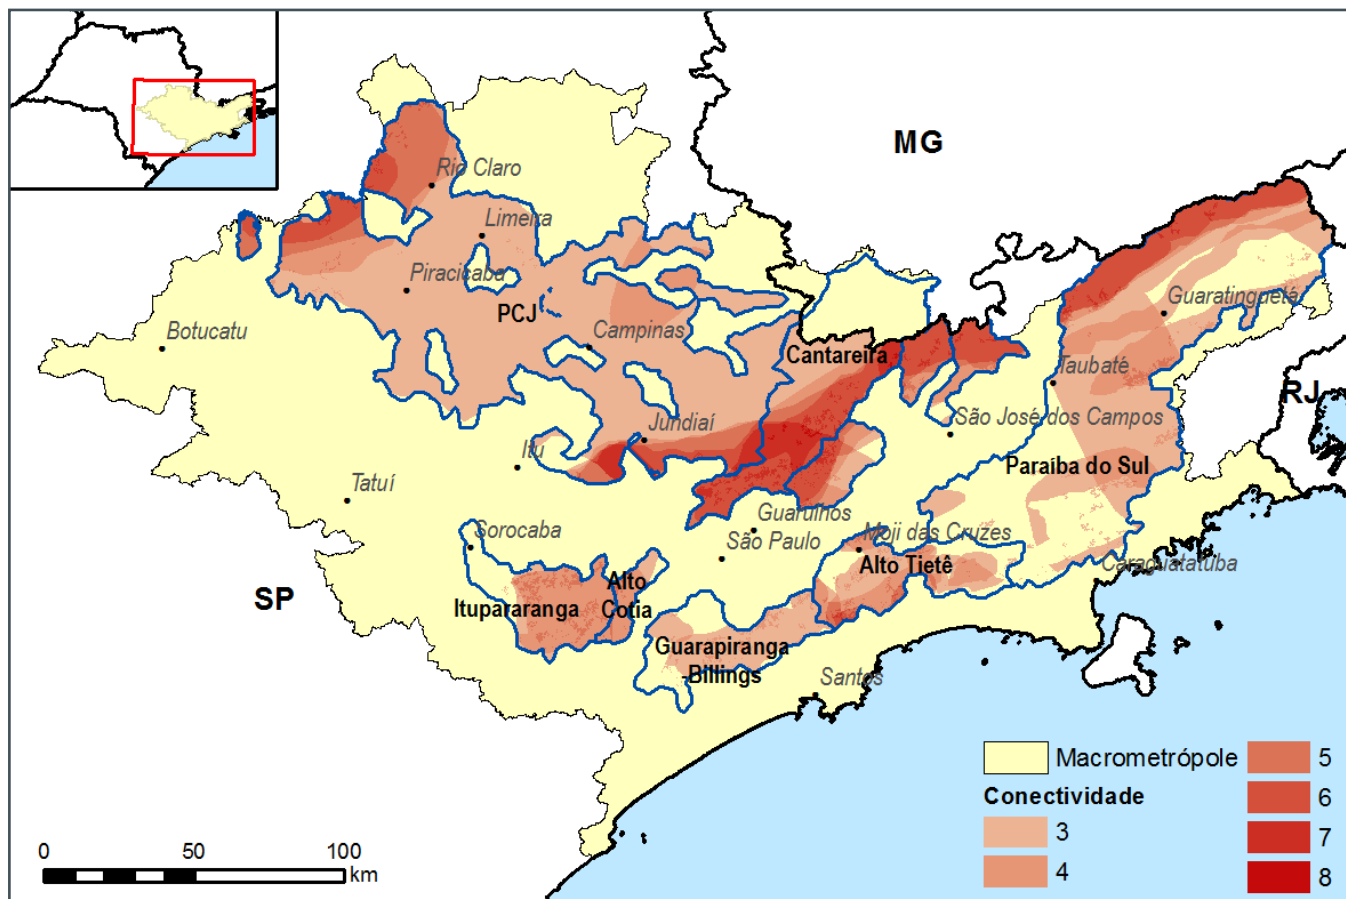 MG
Rio Claro
Limeira
Piracicaba
PCJ
Guaratinguetá
Botucatu
Campinas
Cantareira
Taubaté
RJ
Jundiaí
São José dos Campos
Itu
Paraíba do Sul
Tatuí
Guarulhos
Sorocaba
São Paulo
Moji das Cruzes
Alto Tietê
Caraguatatuba
SP
Itupararanga
Alto
Cotia
Guarapiranga
-Billings
Santos
Macrometrópole
Conectividade
3
4
5
6
7
8
0 50 100
km